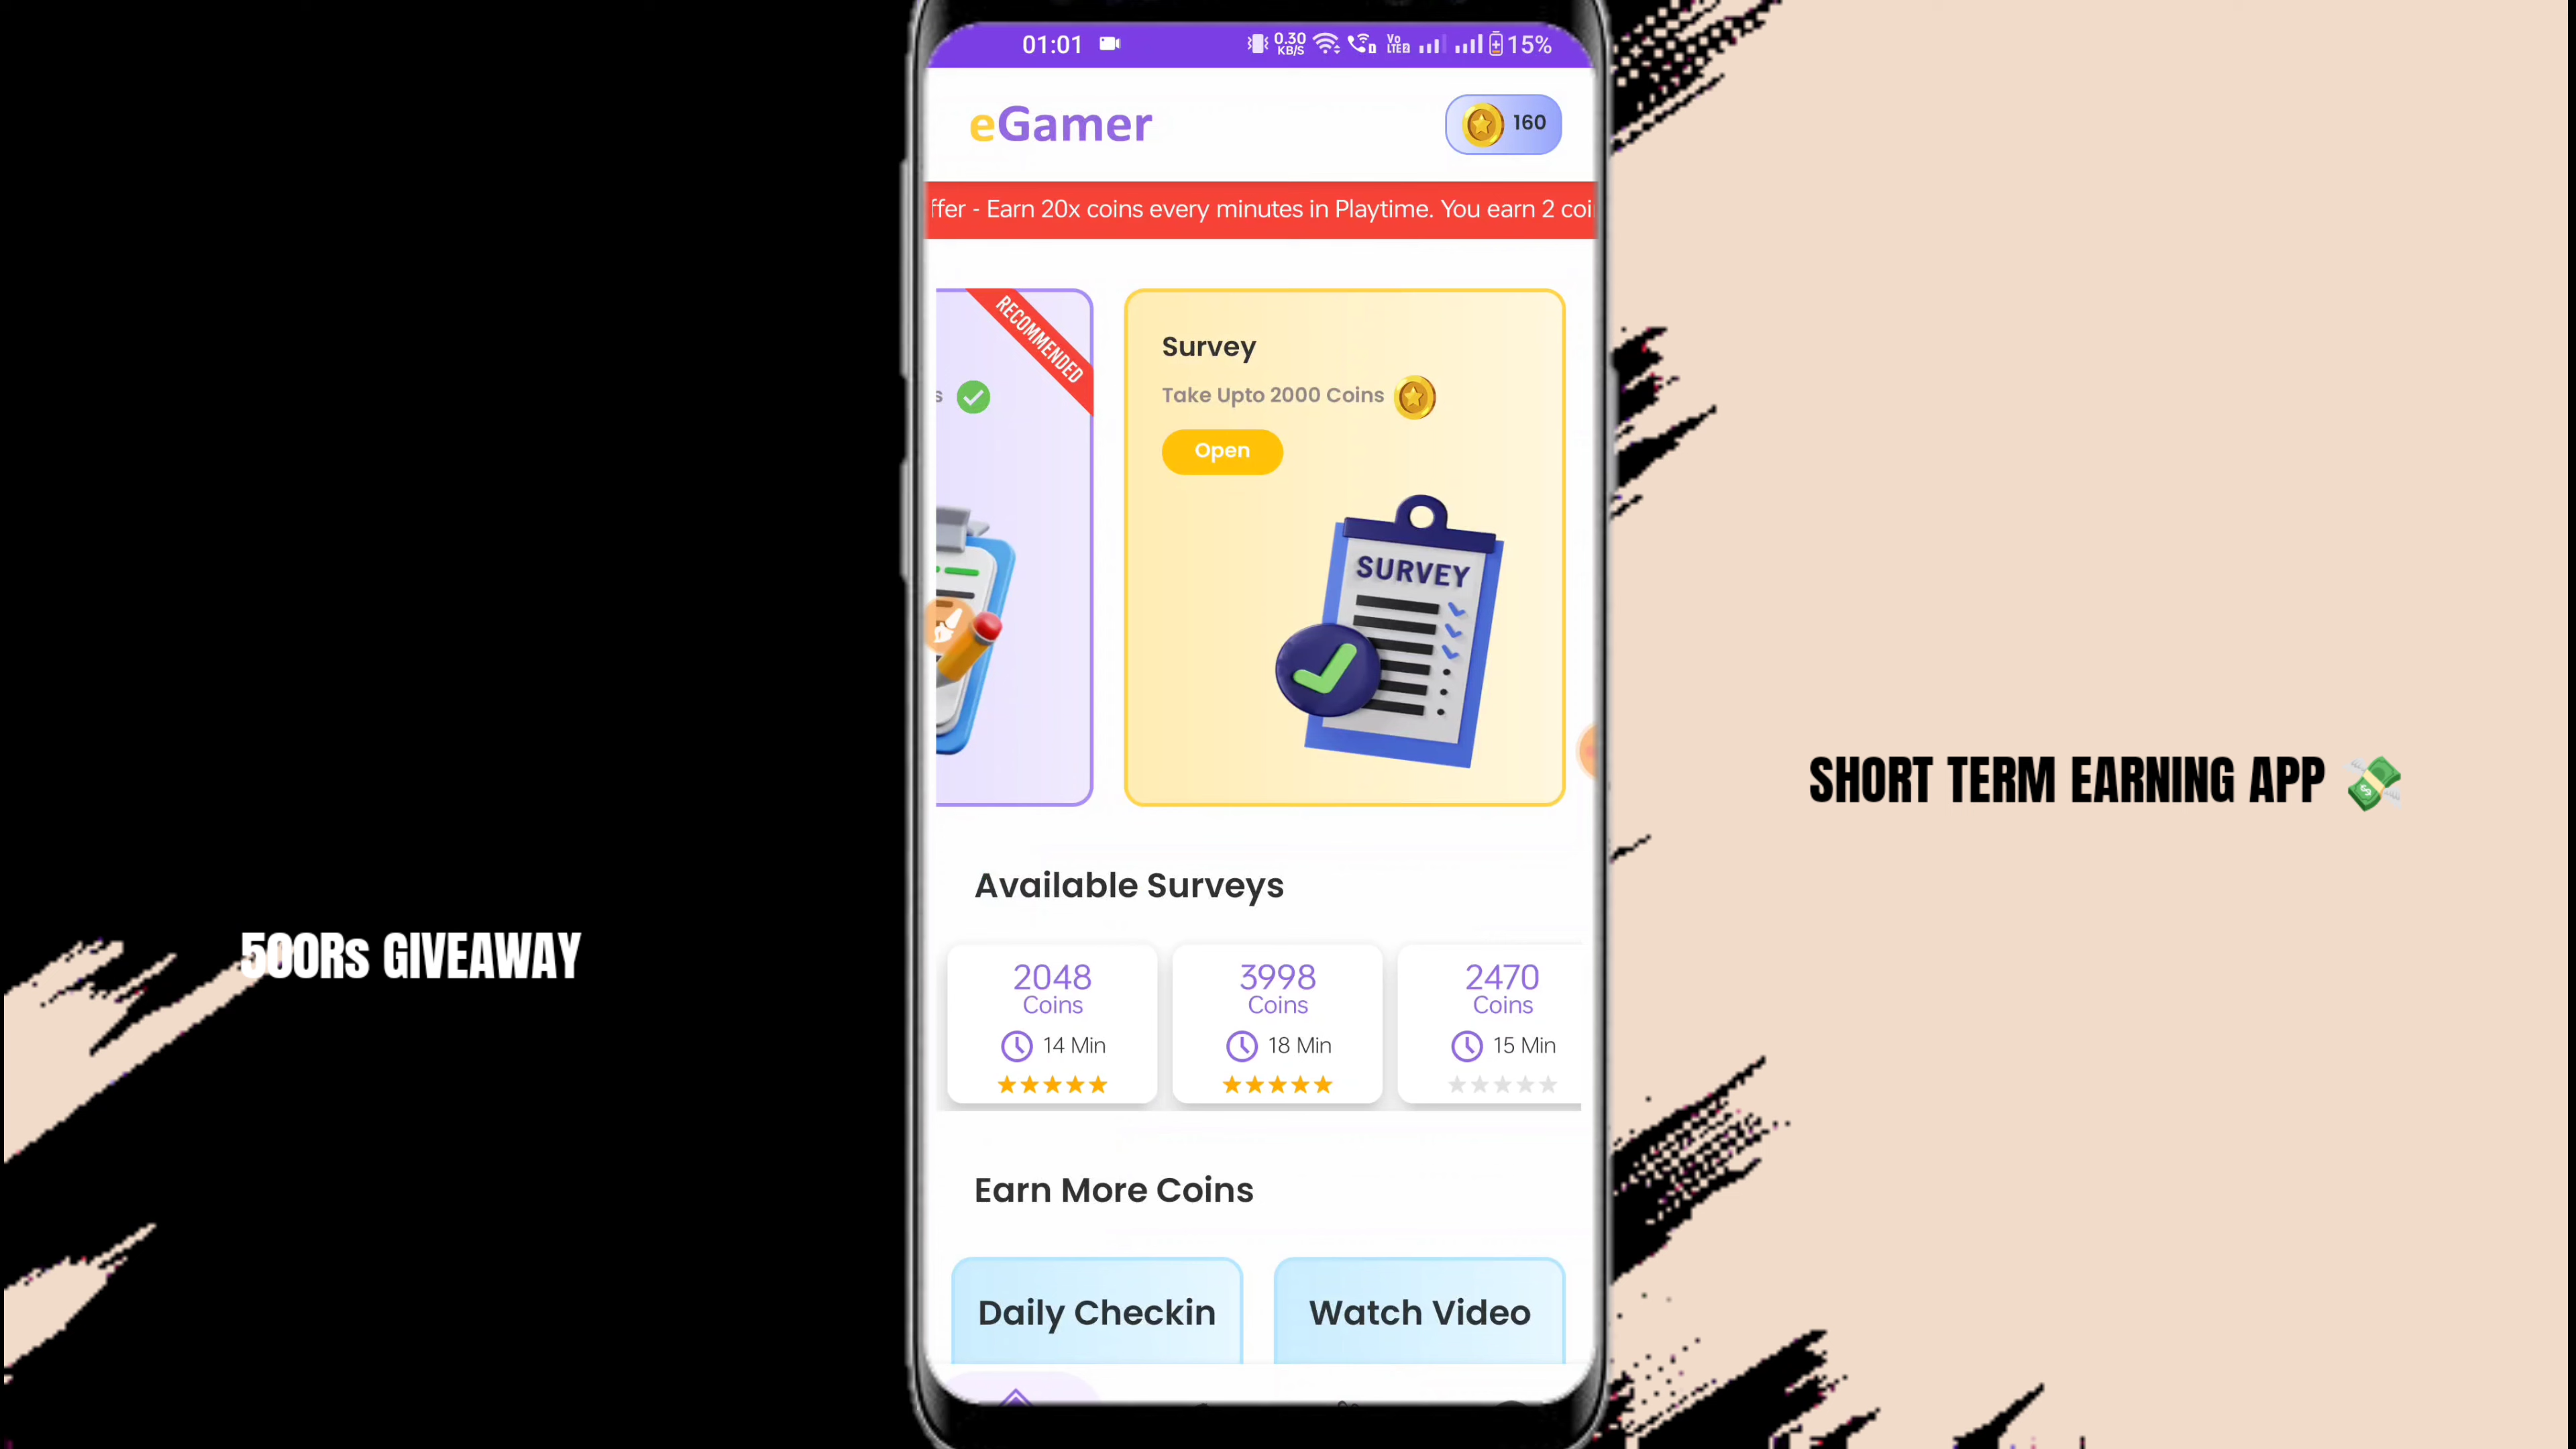 01:01
0.30
KB/S
Vo
LTE2
15%
eGamer
160
ffer - Earn 20x coins every minutes in Playtime. You earn 2 coi
RECOMMENDED
s
Survey
Take Upto 2000 Coins
Open
SURVEY
SHORT TERM EARNING APP 💸
Available Surveys
500Rs GIVEAWAY
2048
Coins
14 Min
3998
Coins
18 Min
2470
Coins
15 Min
Earn More Coins
Daily Checkin
Watch Video